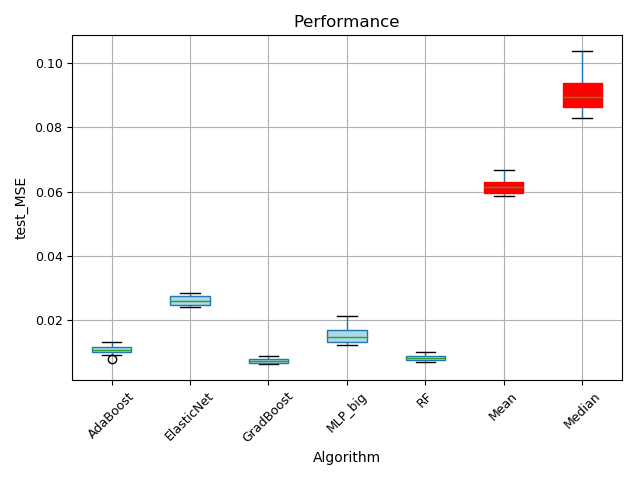 Performance
0.10
0.08
0.06
0.04
0.02
test_MSE
AdaBoost
ElasticNet
GradBoost
MLP_big
RF
Mean
Median
Algorithm